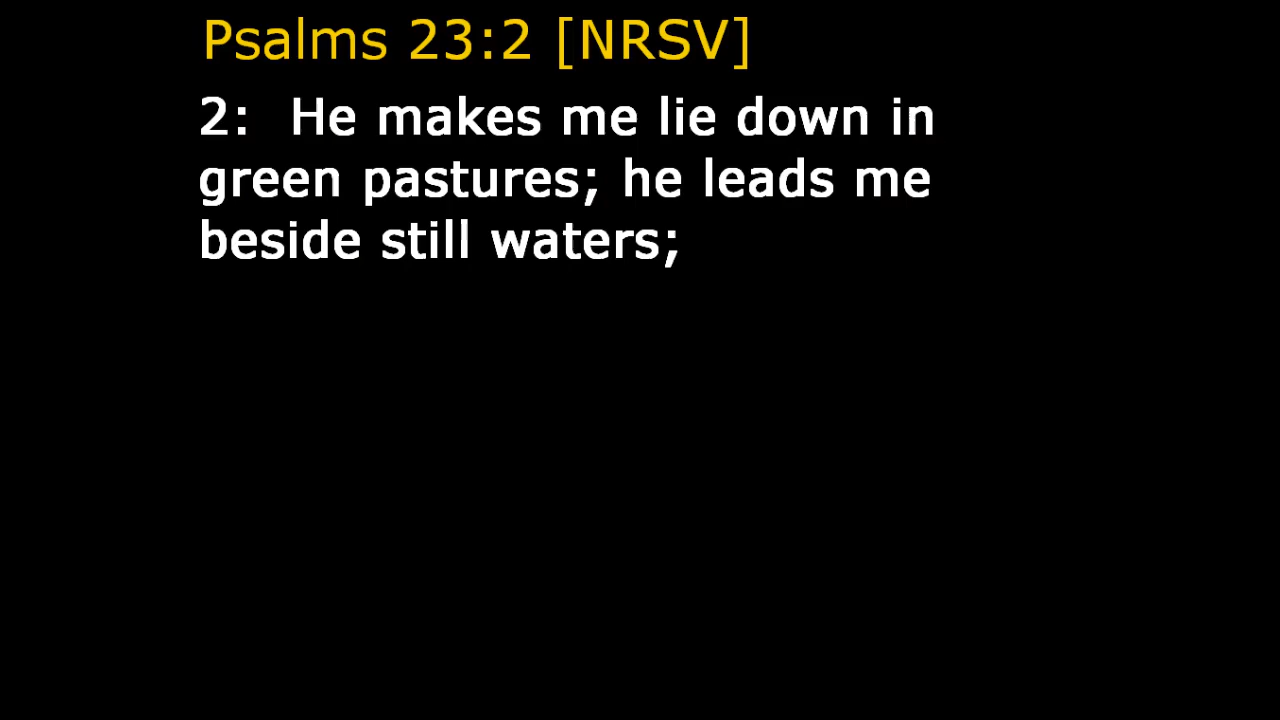 Psalms 23:2 [NRSV]
2:  He makes me lie down in
green pastures; he leads me
beside still waters;